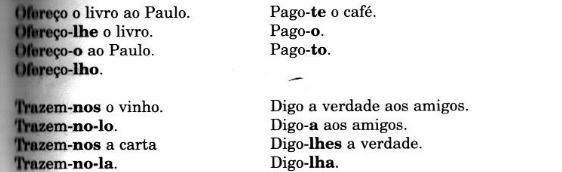 Ofereço o livro ao Paulo.
Ofereço-lhe o livro.
Ofereço-o ao Paulo.
Ofereço-lho.
Pago-te o café.
Pago-o.
Pago-to.
Trazem-nos o vinho.
Trazem-no-lo.
Trazem-nos a carta
Trazem-no-la.
Digo a verdade aos amigos.
Digo-a aos amigos.
Digo-lhes a verdade.
Digo-lha.